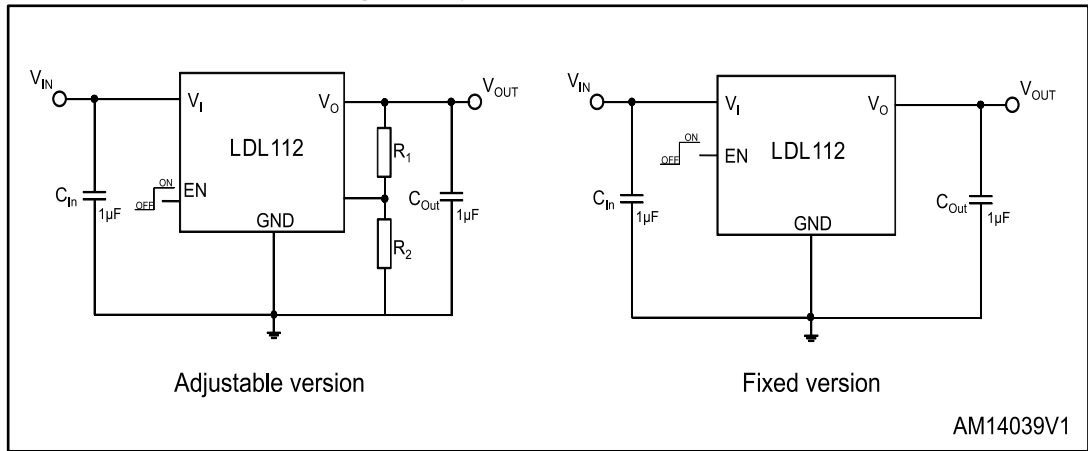 V_IN
V_I
V_O
V_OUT
LDL112
R_1
ON
OFF
EN
C_In
1µF
C_Out
1µF
GND
R_2
Adjustable version
V_IN
V_I
V_O
V_OUT
ON
OFF
EN
LDL112
C_In
1µF
C_Out
1µF
GND
Fixed version
AM14039V1